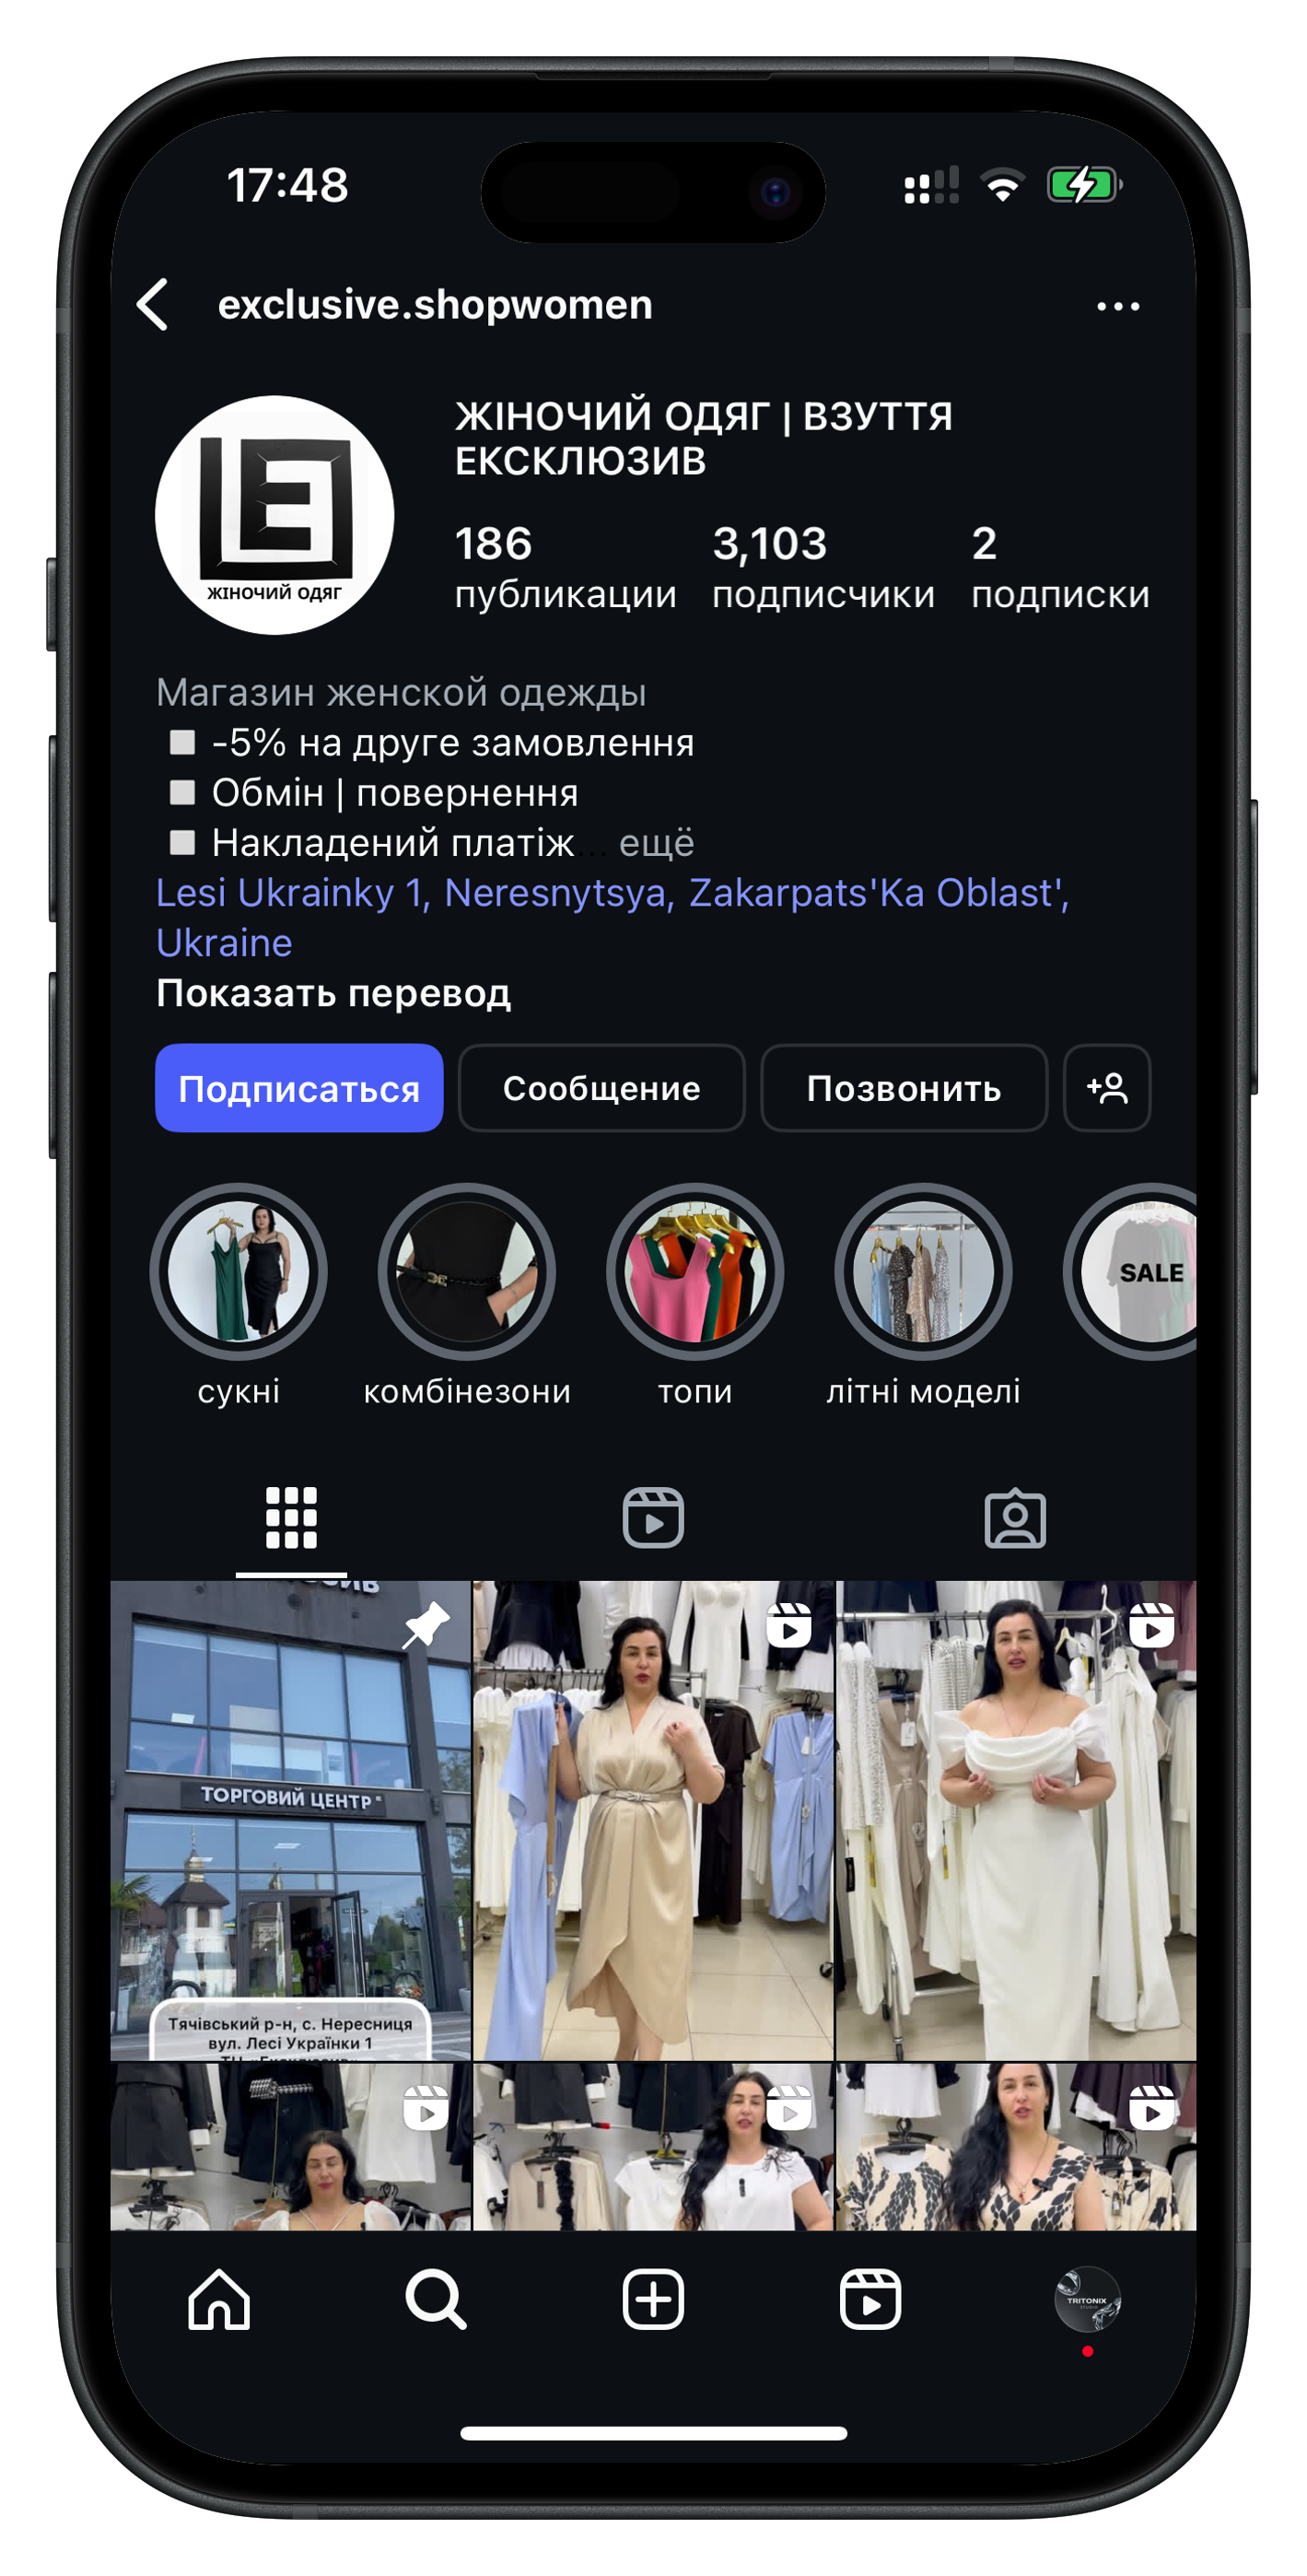 17:48
exclusive.shopwomen
ЖІНОЧИЙ ОДЯГ | ВЗУТТЯ
ЕКСКЛЮЗИВ
ЖІНОЧИЙ ОДЯГ
186 3,103 2
публикации подписчики подписки
Магазин женской одежды
-5% на друге замовлення
Обмін | повернення
Накладений платіж... ещё
Lesi Ukrainky 1, Neresnytsya, Zakarpats'Ka Oblast',
Ukraine
Показать перевод
Подписаться Сообщение Позвонить
SALE
сукні комбінезони топи літні моделі
ТОРГОВИЙ ЦЕНТР
Тячівський р-н, с. Нересниця
вул. Лесі Українки 1
TRITONIX